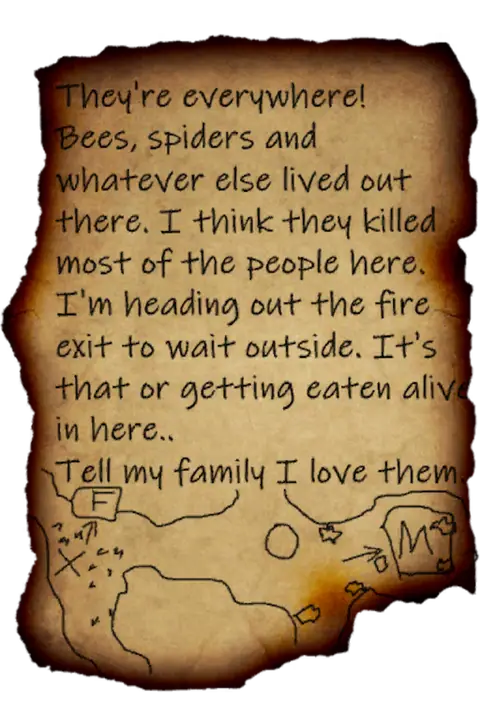 They're everywhere!
Bees, spiders and
whatever else lived out
there. I think they killed
most of the people here.
I'm heading out the fire
exit to wait outside. It's
that or getting eaten alive
in here..
Tell my family I love them
F
M
X